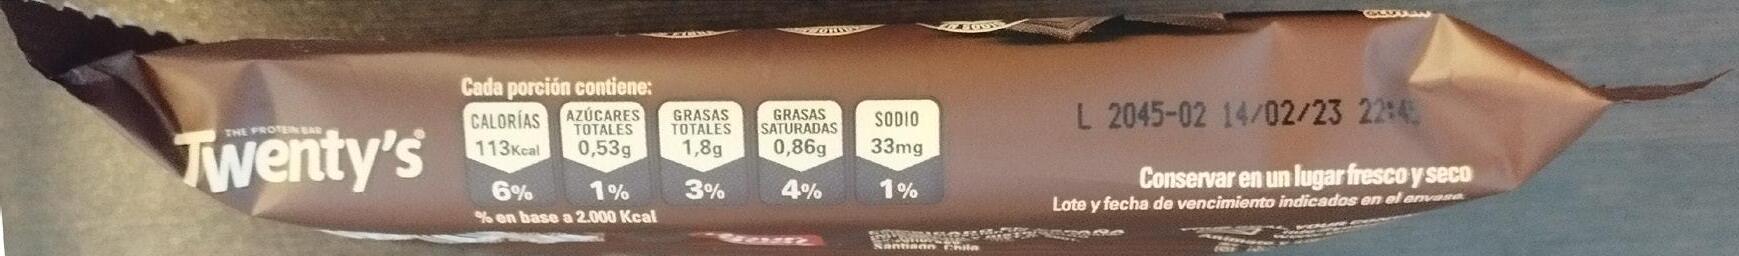 THE PROTEIN BAR
Twenty's®
Cada porción contiene:
CALORÍAS
113Kcal
6%
AZÚCARES
TOTALES
0,53g
1%
GRASAS
TOTALES
1,8g
3%
GRASAS
SATURADAS
0,86g
4%
SODIO
33mg
1%
% en base a 2.000 Kcal
L 2045-02 14/02/23
Conservar en un lugar fresco y seco
Lote y fecha de vencimiento indicados en el envase.
Santiago Chile